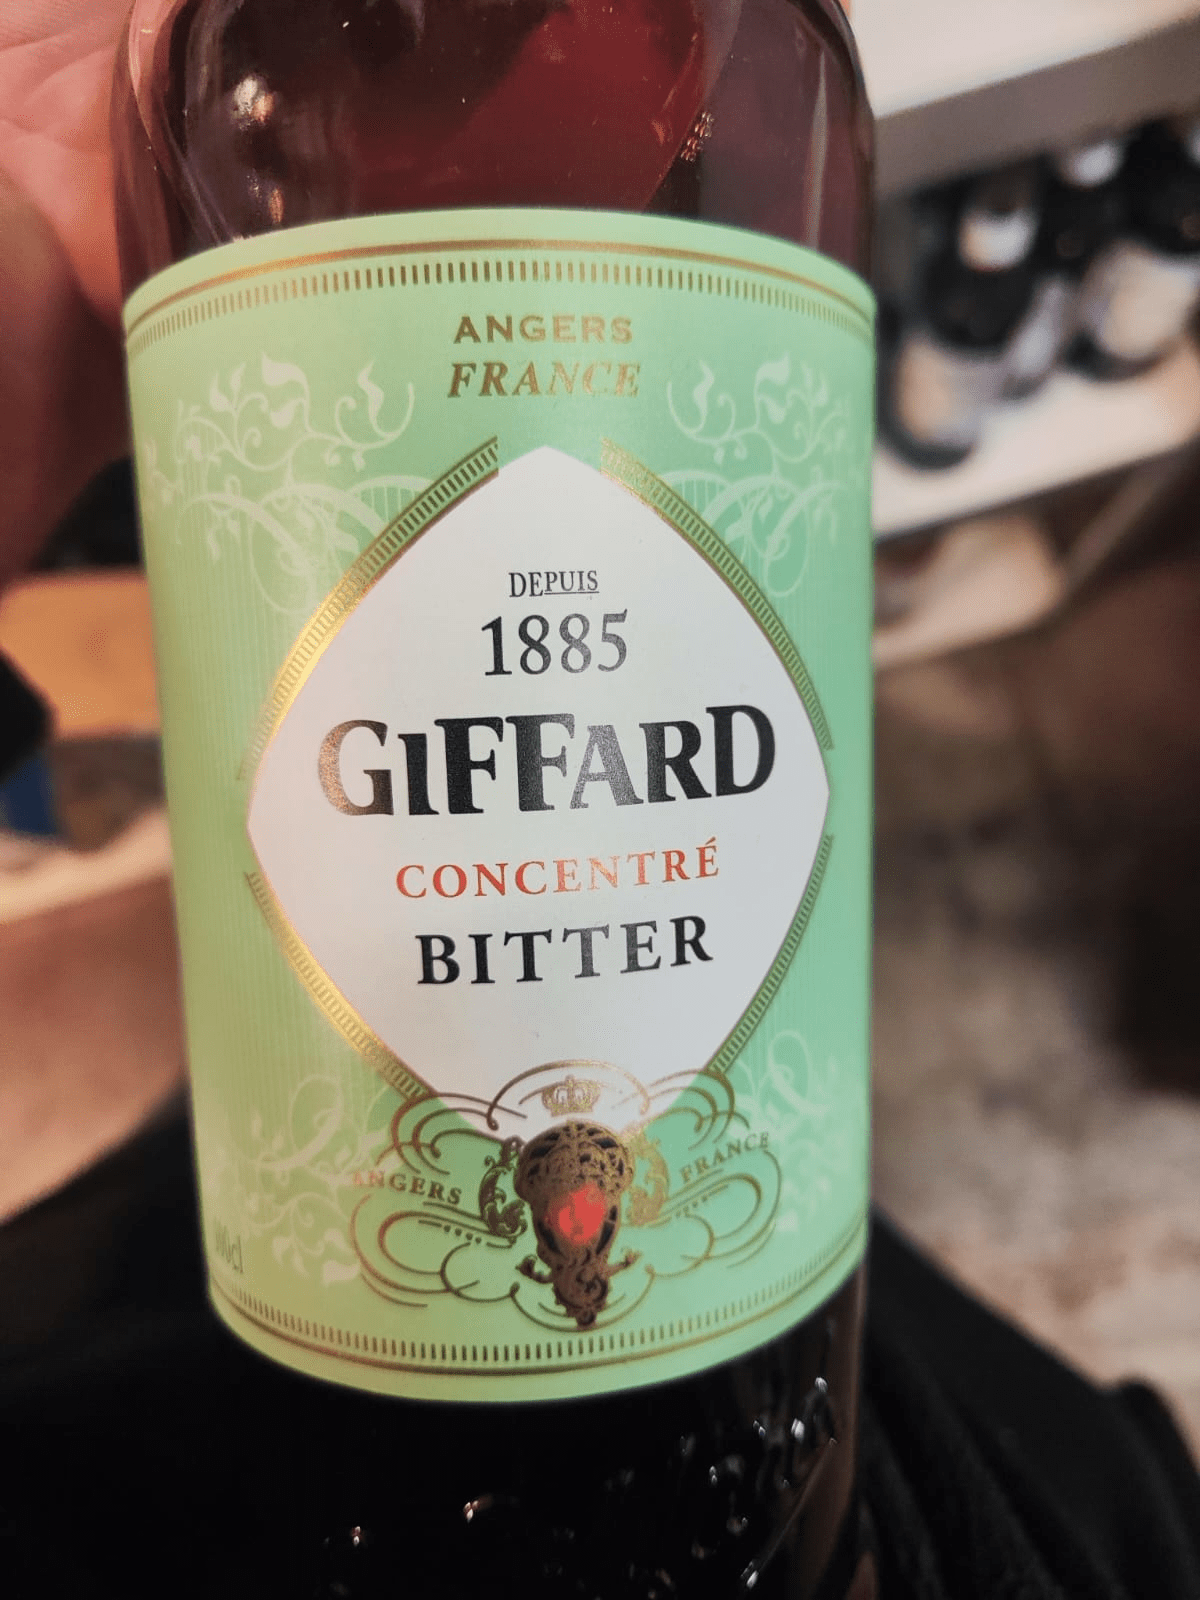 ANGERS
FRANCE
DEPUIS
1885
GIFFARD
CONCENTRÉ
BITTER
ANGERS FRANCE